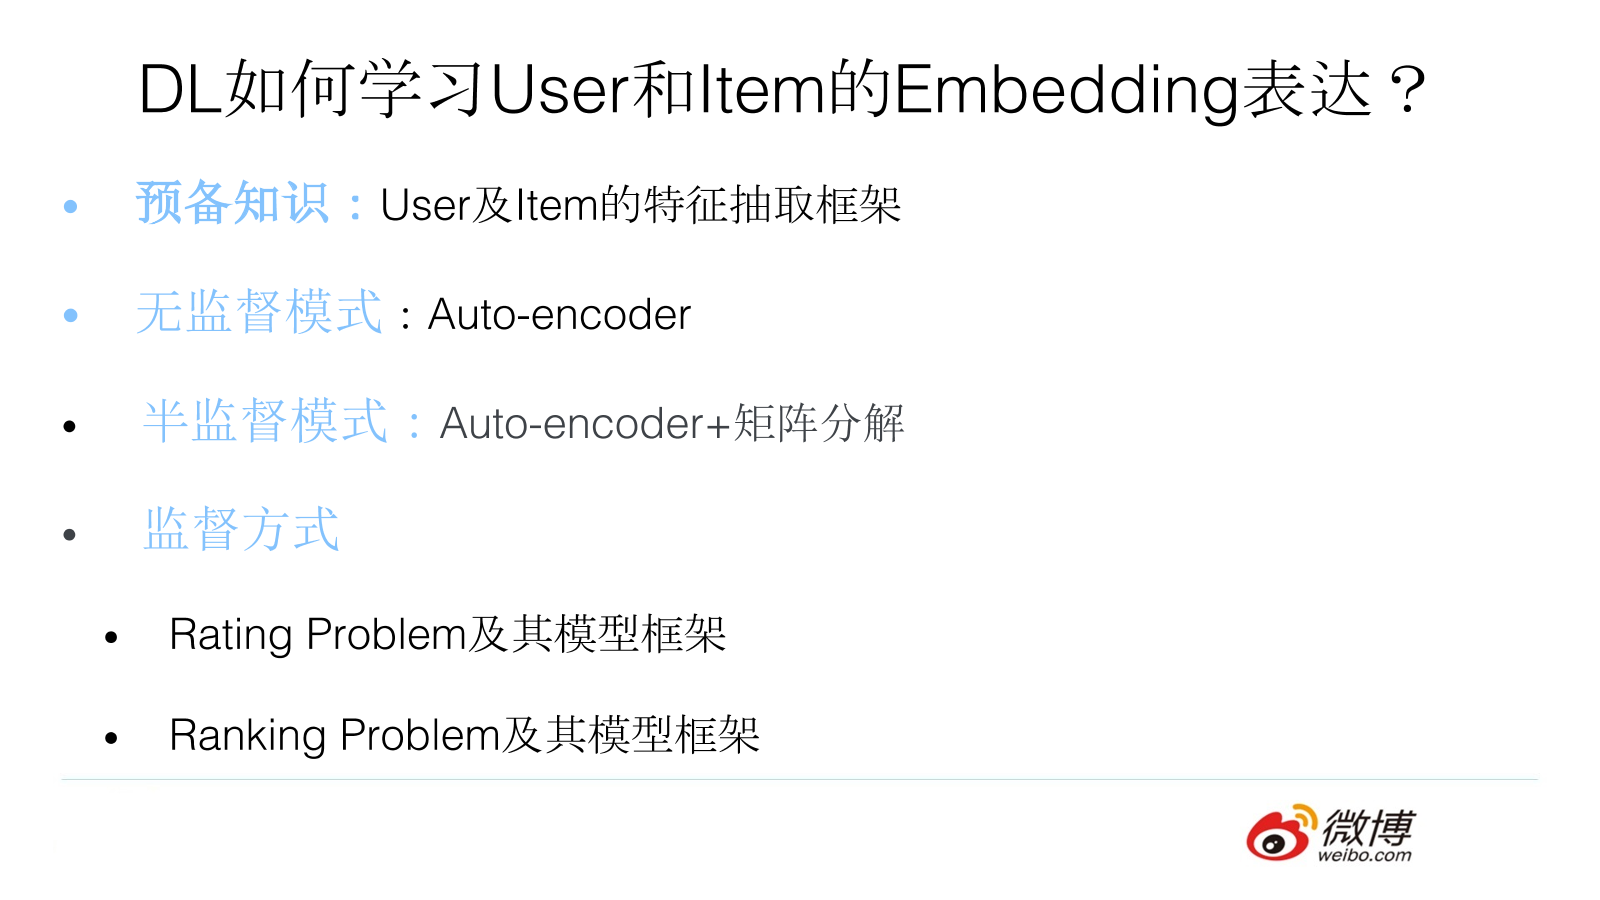 DL如何学习User和Item的Embedding表达？
• 预备知识：User及Item的特征抽取框架
• 无监督模式：Auto-encoder
• 半监督模式：Auto-encoder+矩阵分解
• 监督方式
• Rating Problem及其模型框架
• Ranking Problem及其模型框架
微博
weibo.com